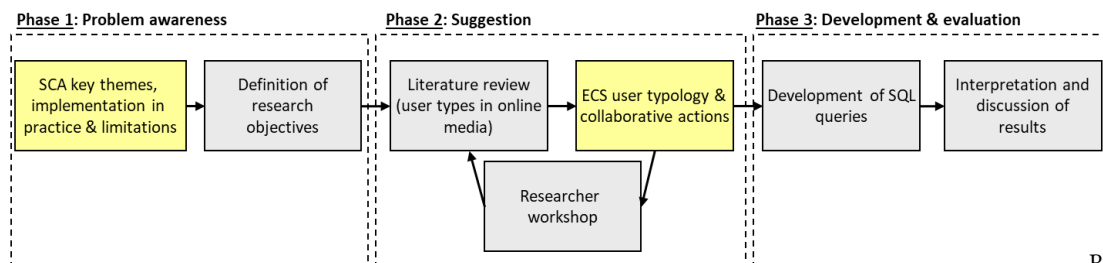 Phase 1: Problem awareness
Phase 2: Suggestion
Phase 3: Development & evaluation
SCA key themes,
implementation in
practice & limitations
Definition of
research
objectives
Literature review
(user types in online
media)
ECS user typology &
collaborative actions
Development of SQL
queries
Interpretation and
discussion of
results
Researcher
workshop